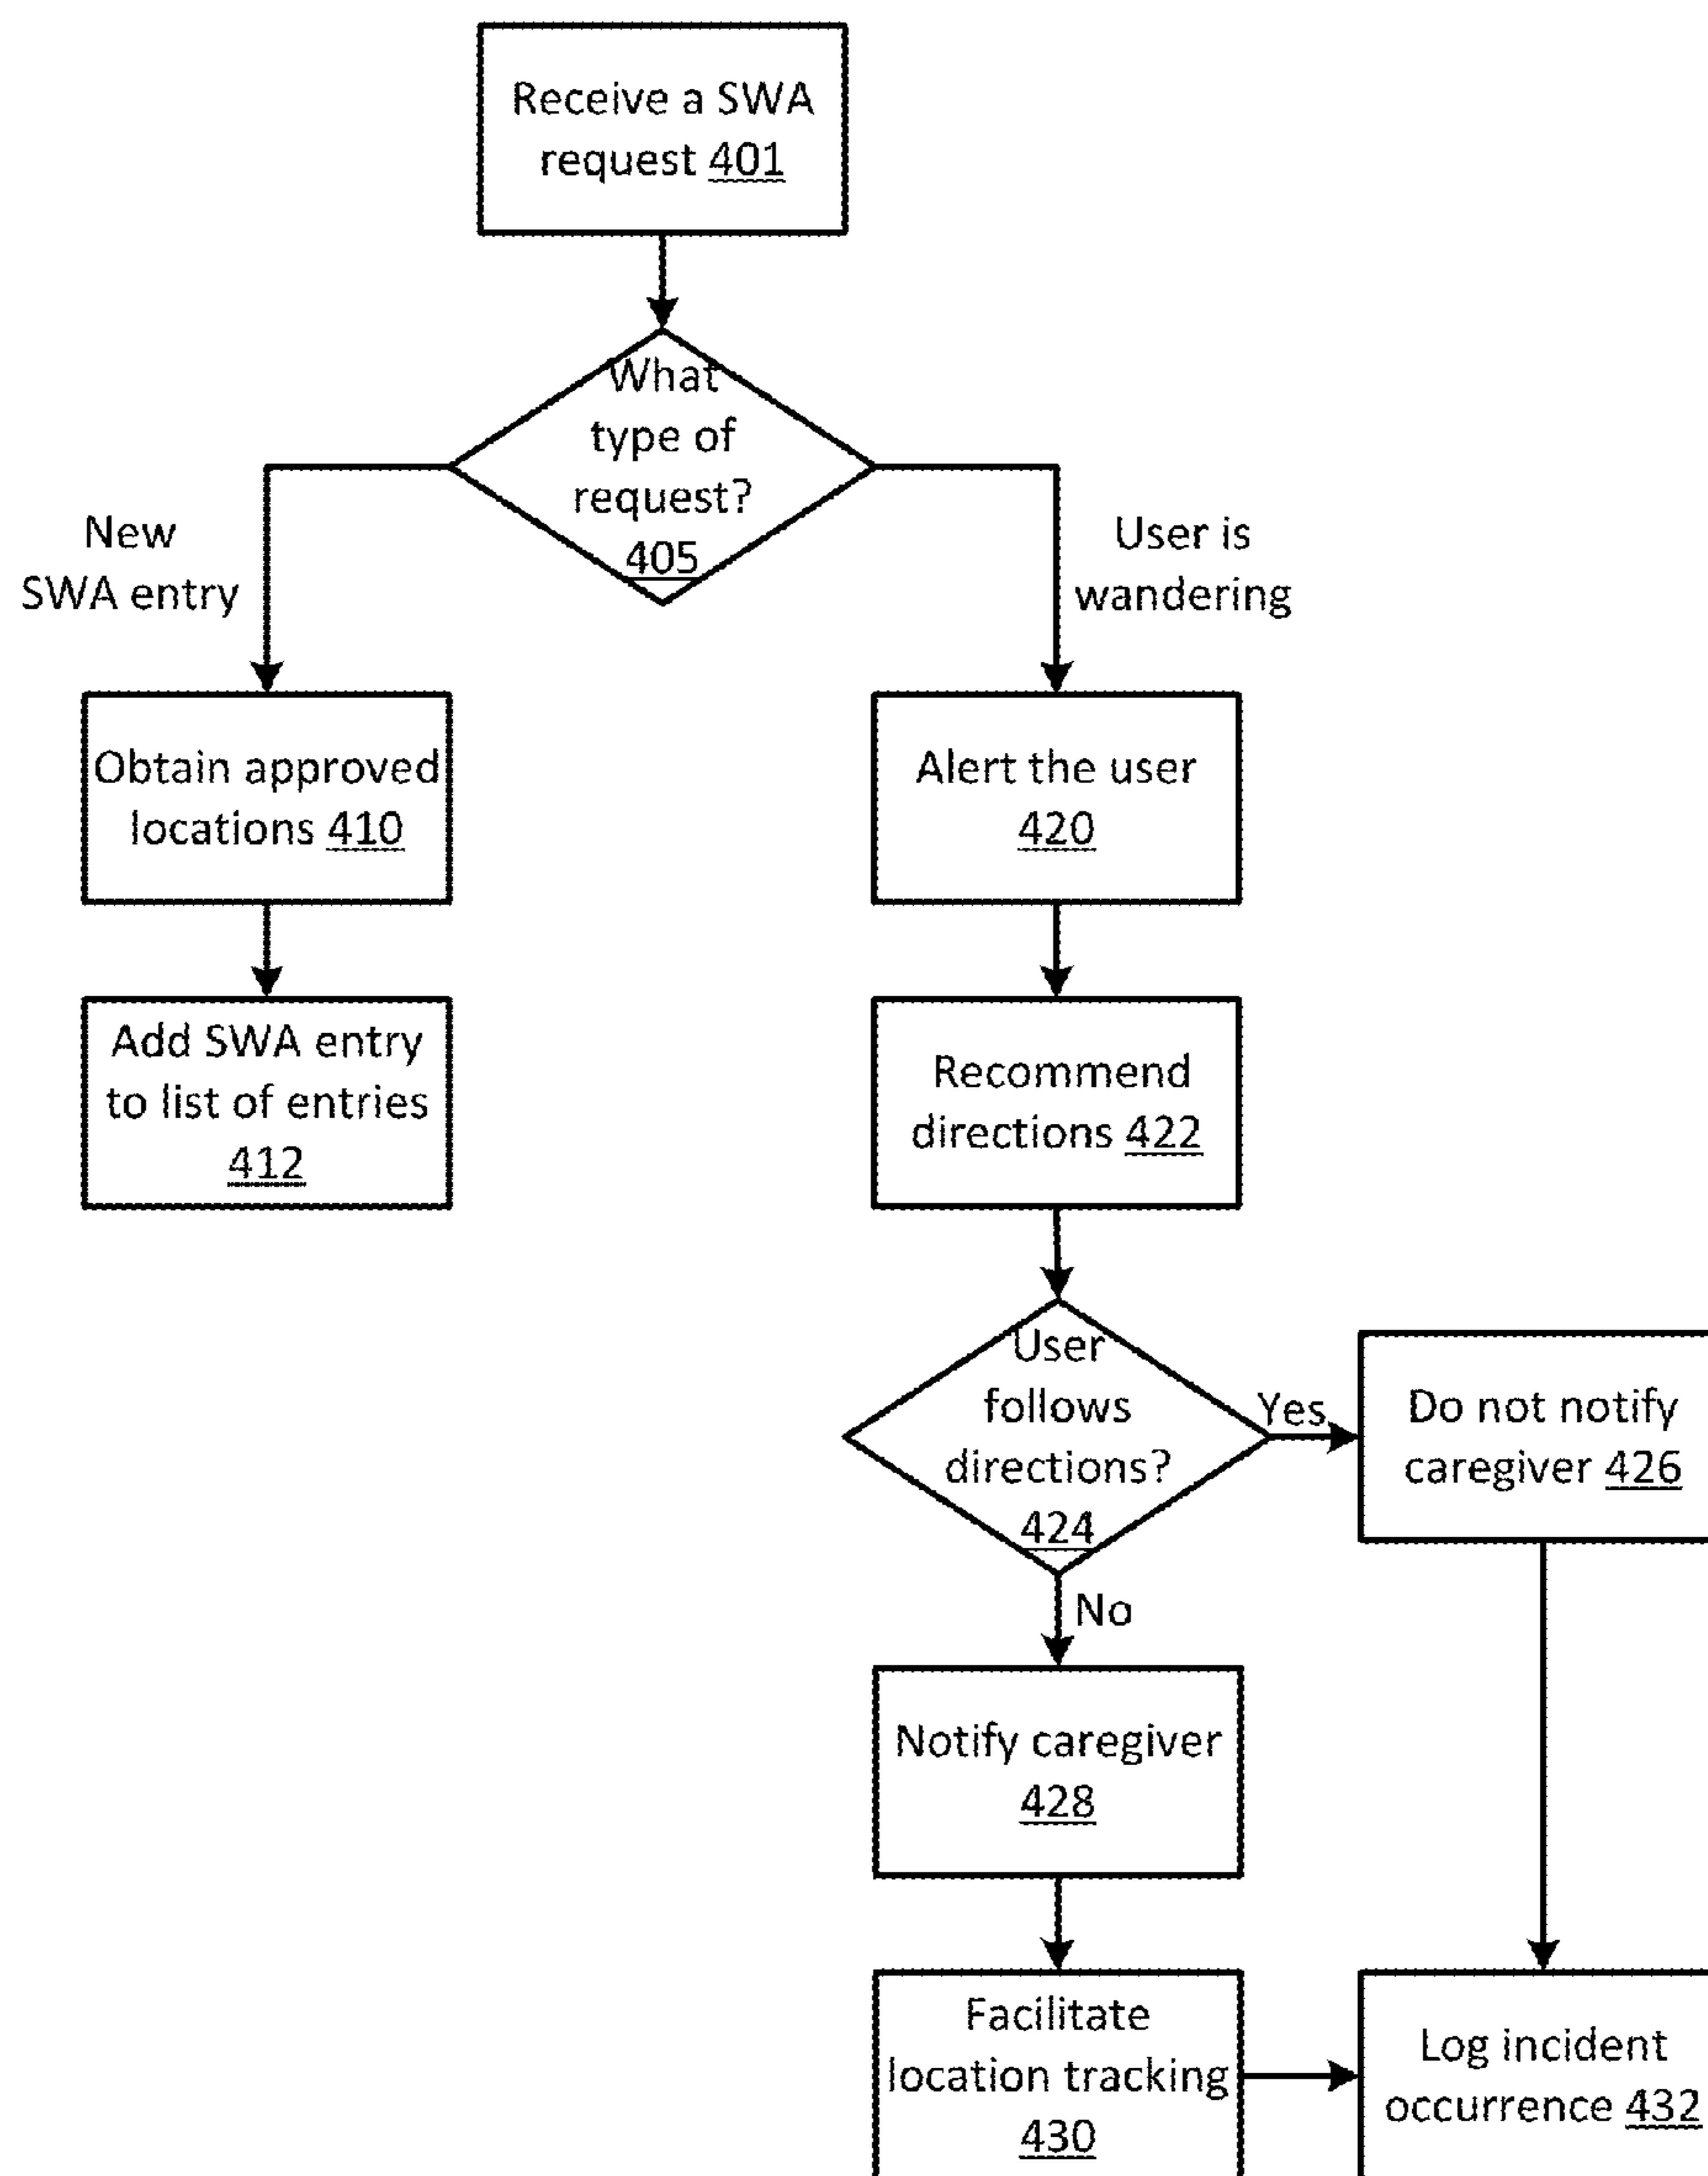 Receive a SWA
request 401
What
type of
request?
405
New
SWA entry
User is
wandering
Obtain approved
locations 410
Alert the user
420
Add SWA entry
to list of entries
412
Recommend
directions 422
User
follows
directions?
424
Yes
Do not notify
caregiver 426
No
Notify caregiver
428
Facilitate
location tracking
430
Log incident
occurrence 432